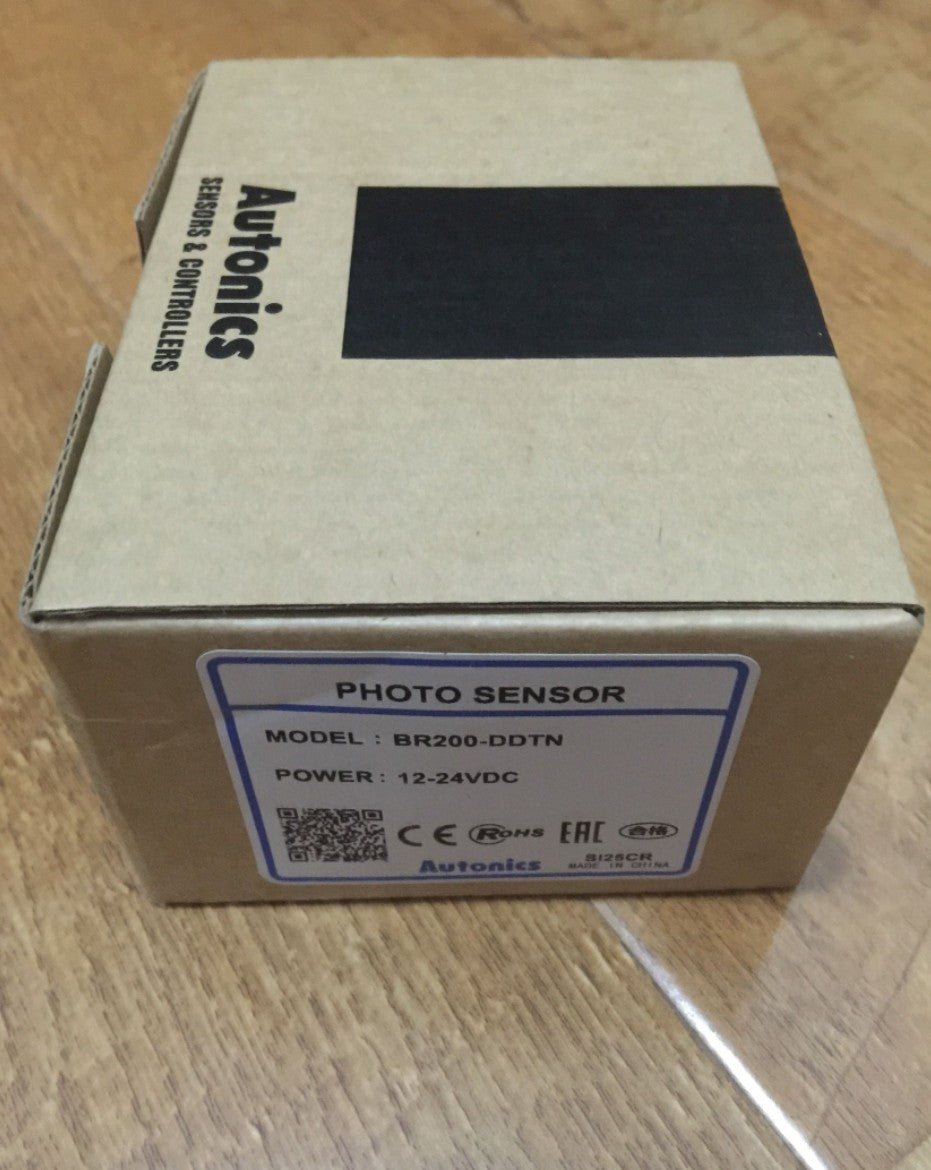 Autonics
SENSORS & CONTROLLERS
PHOTO SENSOR
MODEL : BR200-DDTN
POWER : 12-24VDC
CE RoHS EAC 合格
Autonics
SI25CR
MADE IN CHINA